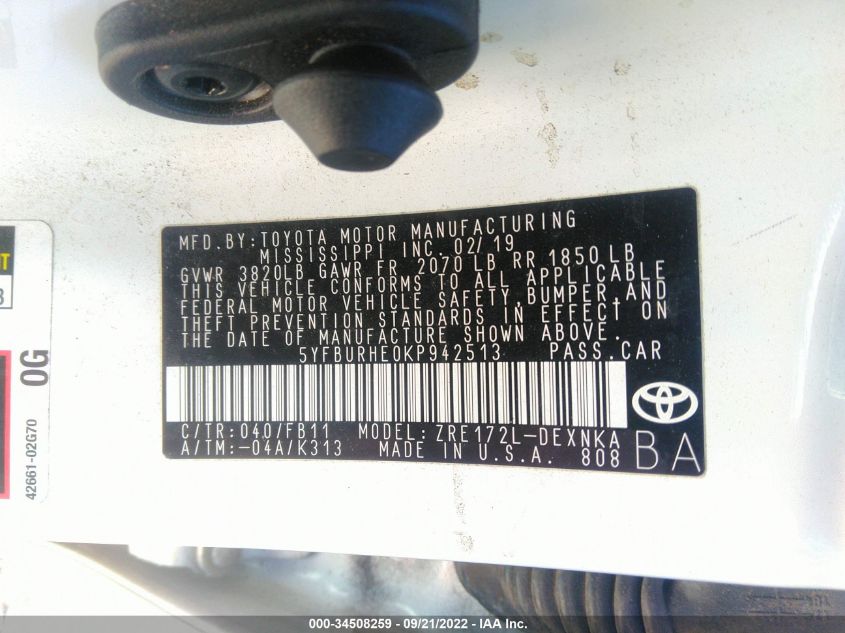 MFD. BY: TOYOTA MOTOR MANUFACTURING
MISSISSIPPI INC. 02/19
GVWR 3820LB GAWR FR. 2070 LB RR 1850 LB
THIS VEHICLE CONFORMS TO ALL APPLICABLE
FEDERAL MOTOR VEHICLE SAFETY, BUMPER, AND
THEFT PREVENTION STANDARDS IN EFFECT ON
THE DATE OF MANUFACTURE SHOWN ABOVE.
5YFBURHE0KP942513 PASS. CAR
C/TR: 040/FB11 MODEL: ZRE172L-DEXNKA
A/TM: -04A/K313 MADE IN U.S.A. 808
BA
0G
42661-02G70
000-34508259 - 09/21/2022 - IAA Inc.